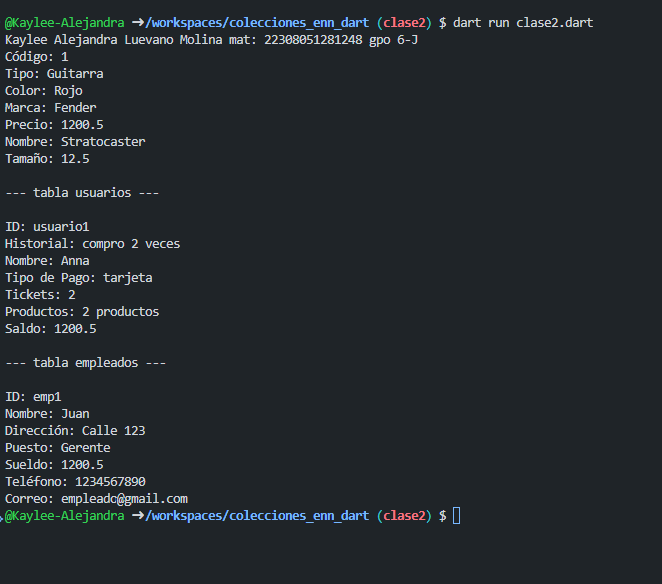 @Kaylee-Alejandra ➜/workspaces/colecciones_enn_dart (clase2) $ dart run clase2.dart
Kaylee Alejandra Luevano Molina mat: 22308051281248 gpo 6-J
Código: 1
Tipo: Guitarra
Color: Rojo
Marca: Fender
Precio: 1200.5
Nombre: Stratocaster
Tamaño: 12.5
--- tabla usuarios ---
ID: usuario1
Historial: compro 2 veces
Nombre: Anna
Tipo de Pago: tarjeta
Tickets: 2
Productos: 2 productos
Saldo: 1200.5
--- tabla empleados ---
ID: emp1
Nombre: Juan
Dirección: Calle 123
Puesto: Gerente
Sueldo: 1200.5
Teléfono: 1234567890
Correo: empleado@gmail.com
@Kaylee-Alejandra ➜/workspaces/colecciones_enn_dart (clase2) $